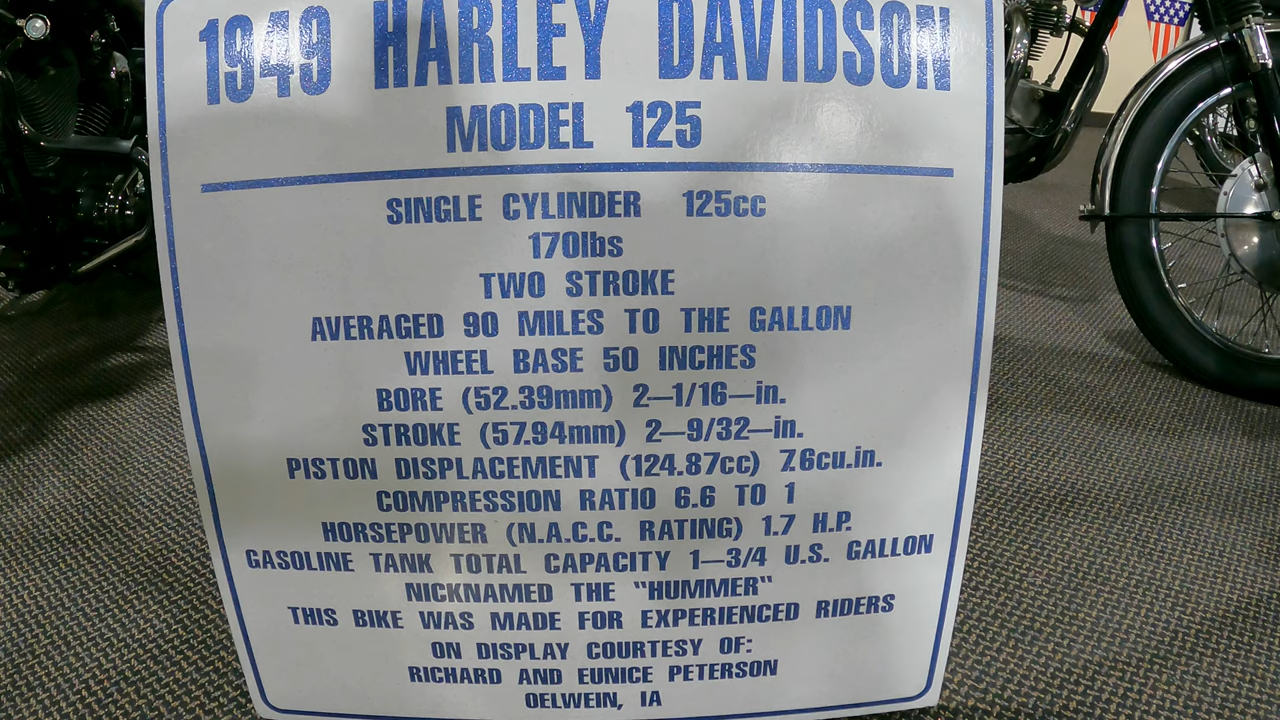 1949 HARLEY DAVIDSON
MODEL 125
SINGLE CYLINDER 125cc
170lbs
TWO STROKE
AVERAGED 90 MILES TO THE GALLON
WHEEL BASE 50 INCHES
BORE (52.39mm) 2—1/16—in.
STROKE (57.94mm) 2—9/32—in.
PISTON DISPLACEMENT (124.87cc) 7.6cu.in.
COMPRESSION RATIO 6.6 TO 1
HORSEPOWER (N.A.C.C. RATING) 1.7 H.P.
GASOLINE TANK TOTAL CAPACITY 1—3/4 U.S. GALLON
NICKNAMED THE "HUMMER"
THIS BIKE WAS MADE FOR EXPERIENCED RIDERS
ON DISPLAY COURTESY OF:
RICHARD AND EUNICE PETERSON
OELWEIN, IA